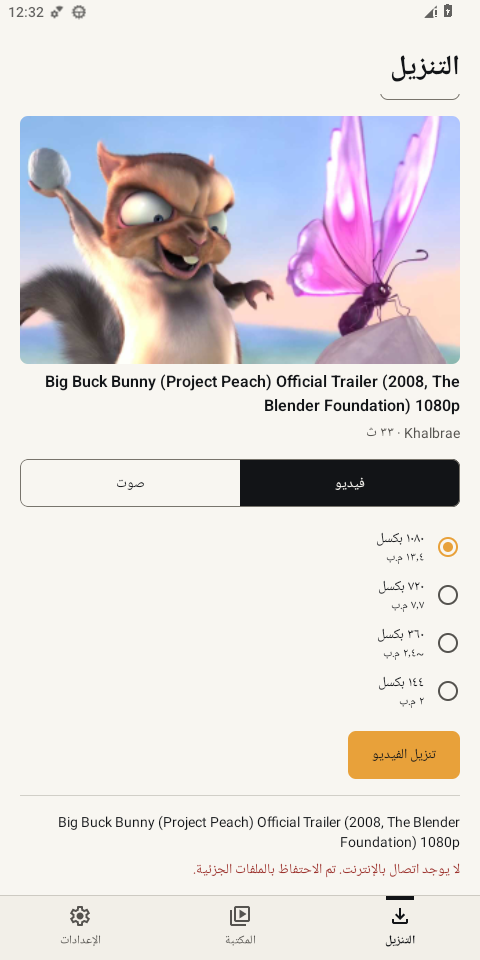 12:32
التنزيل
Big Buck Bunny (Project Peach) Official Trailer (2008, The
Blender Foundation) 1080p
Khalbrae · ٣٣ ث
فيديو
صوت
١٠٨٠ بكسل
١٣٫٤ م.ب
٧٢٠ بكسل
٧٫٧ م.ب
٣٦٠ بكسل
~٢٫٤ م.ب
١٤٤ بكسل
٢ م.ب
تنزيل الفيديو
Big Buck Bunny (Project Peach) Official Trailer (2008, The Blender
Foundation) 1080p
لا يوجد اتصال بالإنترنت. تم الاحتفاظ بالملفات الجزئية.
التنزيل
المكتبة
الإعدادات